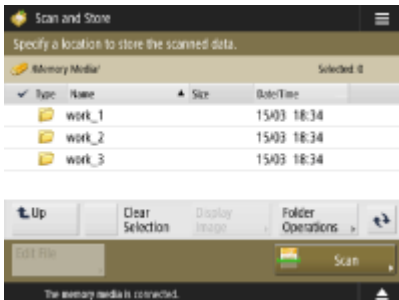 Scan and Store
Specify a location to store the scanned data.
/Memory Media/ Selected: 0
✓ Type Name ▲ Size Date/Time
work_1 15/03 18:34
work_2 15/03 18:34
work_3 15/03 18:34
Up Clear Selection Display Image Folder Operations
Edit File Scan
The memory media is connected.